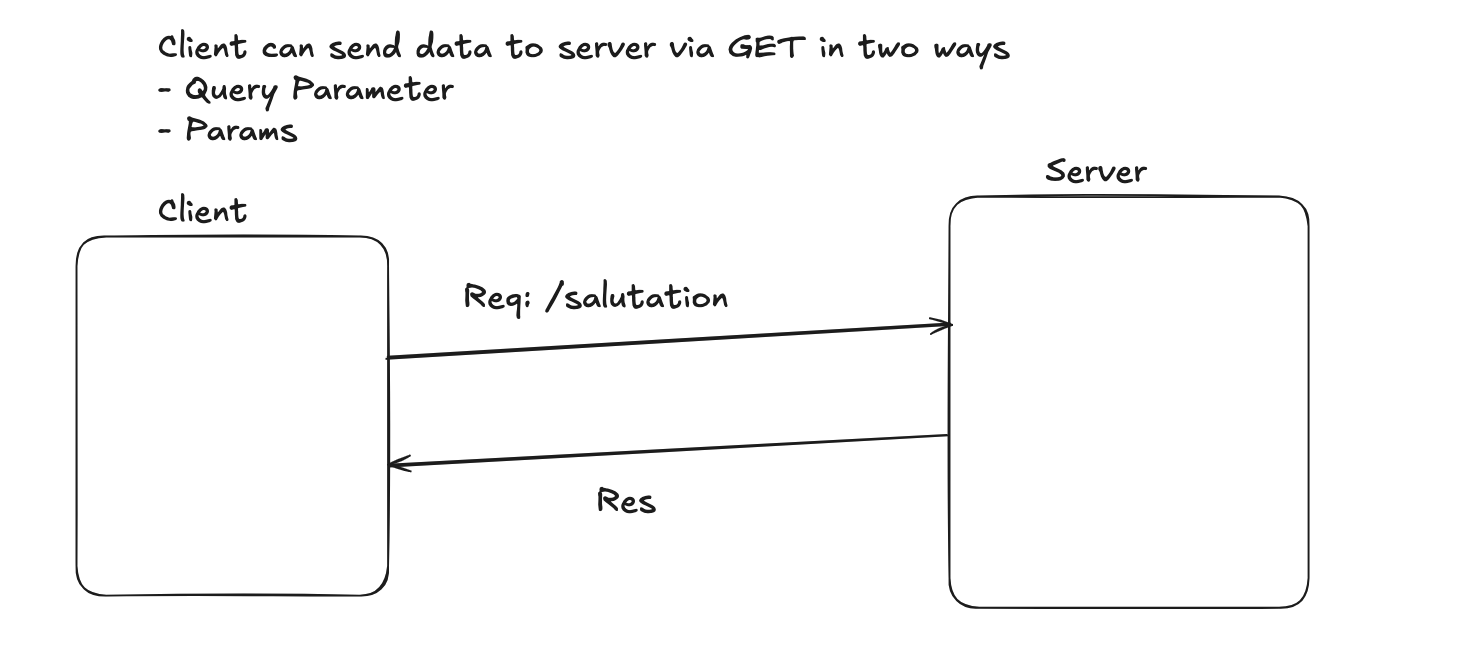 Client can send data to server via GET in two ways
- Query Parameter
- Params
Server
Client
Req: /salutation
Res